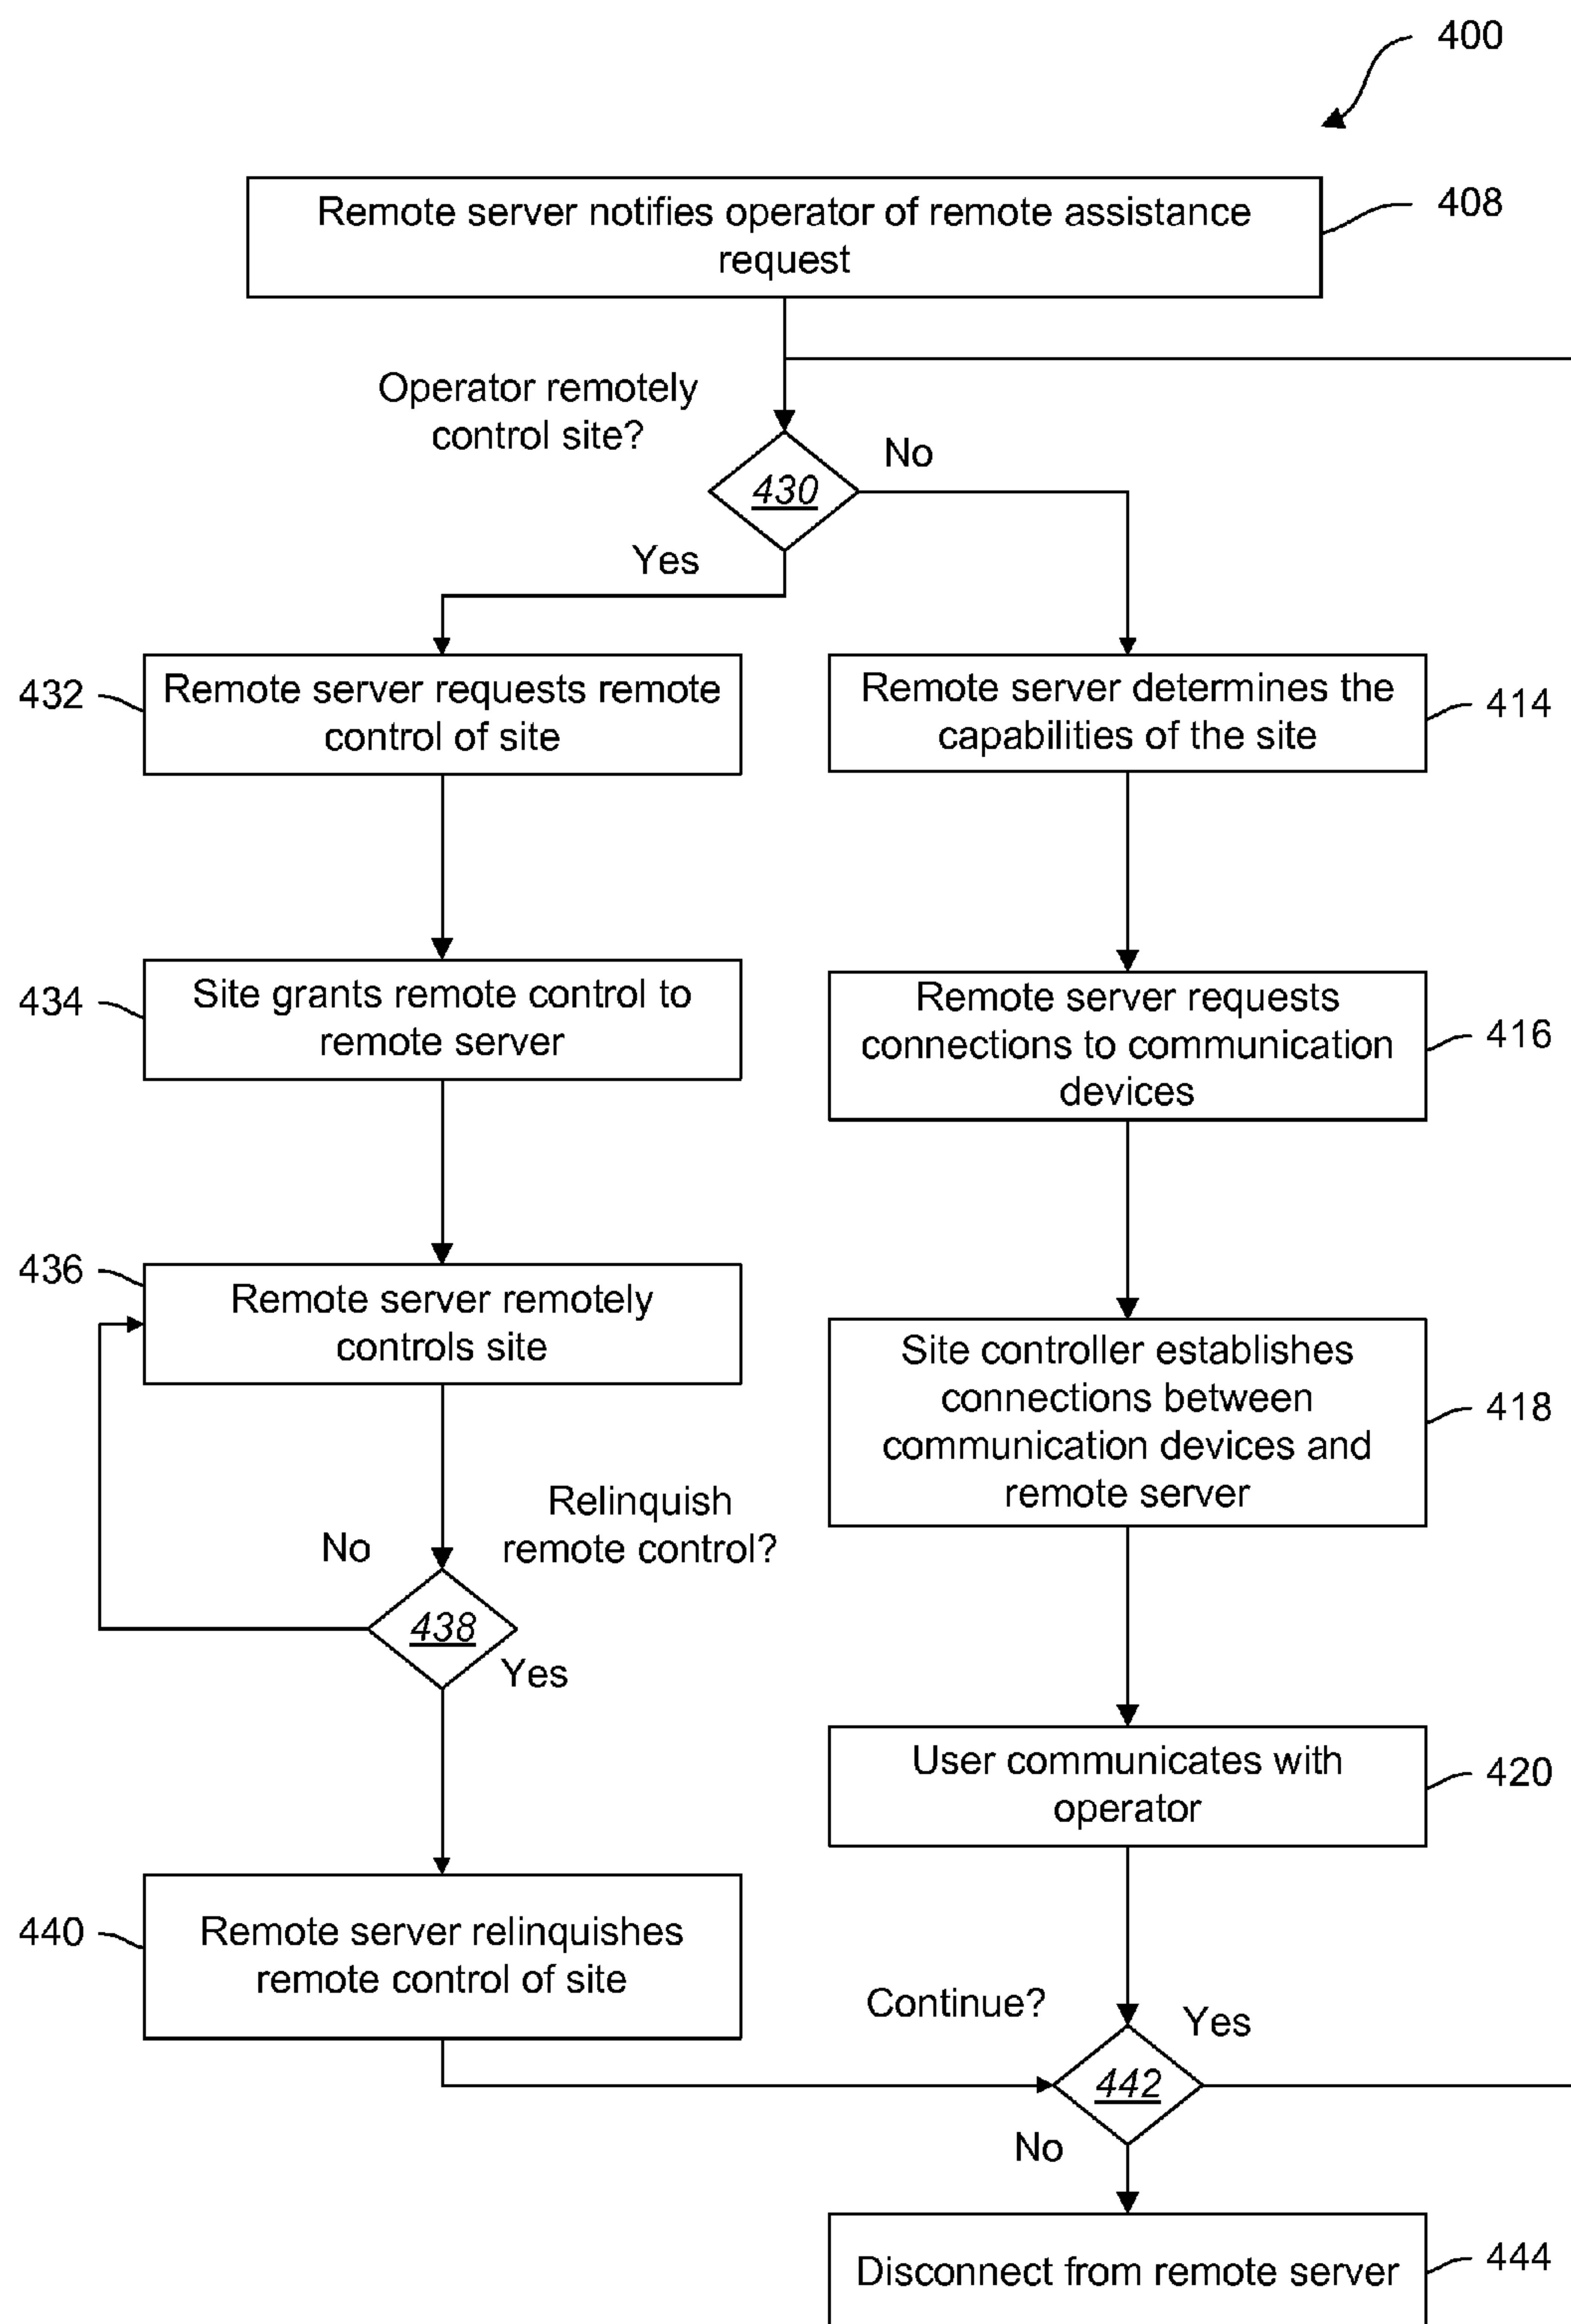 400
Remote server notifies operator of remote assistance
request
408
Operator remotely
control site?
430
No
Yes
432
Remote server requests remote
control of site
Remote server determines the
capabilities of the site
414
434
Site grants remote control to
remote server
Remote server requests
connections to communication
devices
416
436
Remote server remotely
controls site
Site controller establishes
connections between
communication devices and
remote server
418
Relinquish
remote control?
No
438
Yes
User communicates with
operator
420
440
Remote server relinquishes
remote control of site
Continue?
Yes
442
No
Disconnect from remote server
444